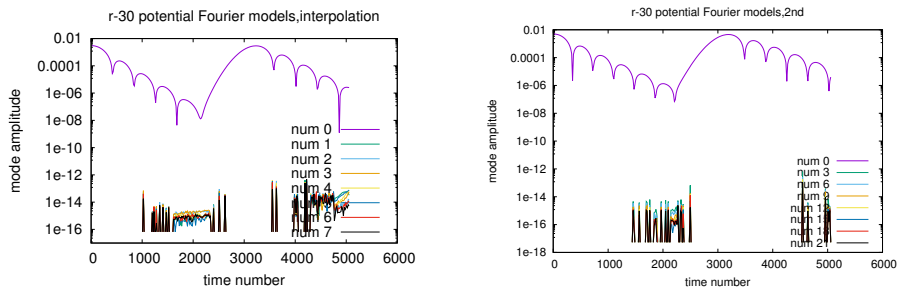 r-30 potential Fourier models,interpolation
mode amplitude
0.01
0.0001
1e-06
1e-08
1e-10
1e-12
1e-14
1e-16
num 0
num 1
num 2
num 3
num 4
num 6
num 7
0 1000 2000 3000 4000 5000 6000
time number
r-30 potential Fourier models,2nd
mode amplitude
0.01
0.0001
1e-06
1e-08
1e-10
1e-12
1e-14
1e-16
1e-18
num 0
num 3
num 6
0 1000 2000 3000 4000 5000 6000
time number